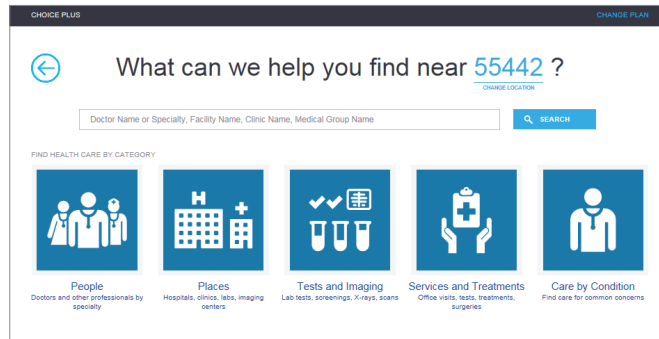 CHOICE PLUS
CHANGE PLAN
What can we help you find near 55442 ?
CHANGE LOCATION
Doctor Name or Specialty, Facility Name, Clinic Name, Medical Group Name
SEARCH
FIND HEALTH CARE BY CATEGORY
H
People
Doctors and other professionals by
specialty
Places
Hospitals, clinics, labs, imaging
centers
Tests and Imaging
Lab tests, screenings, X-rays, scans
Services and Treatments
Office visits, tests, treatments,
surgeries
Care by Condition
Find care for common concerns